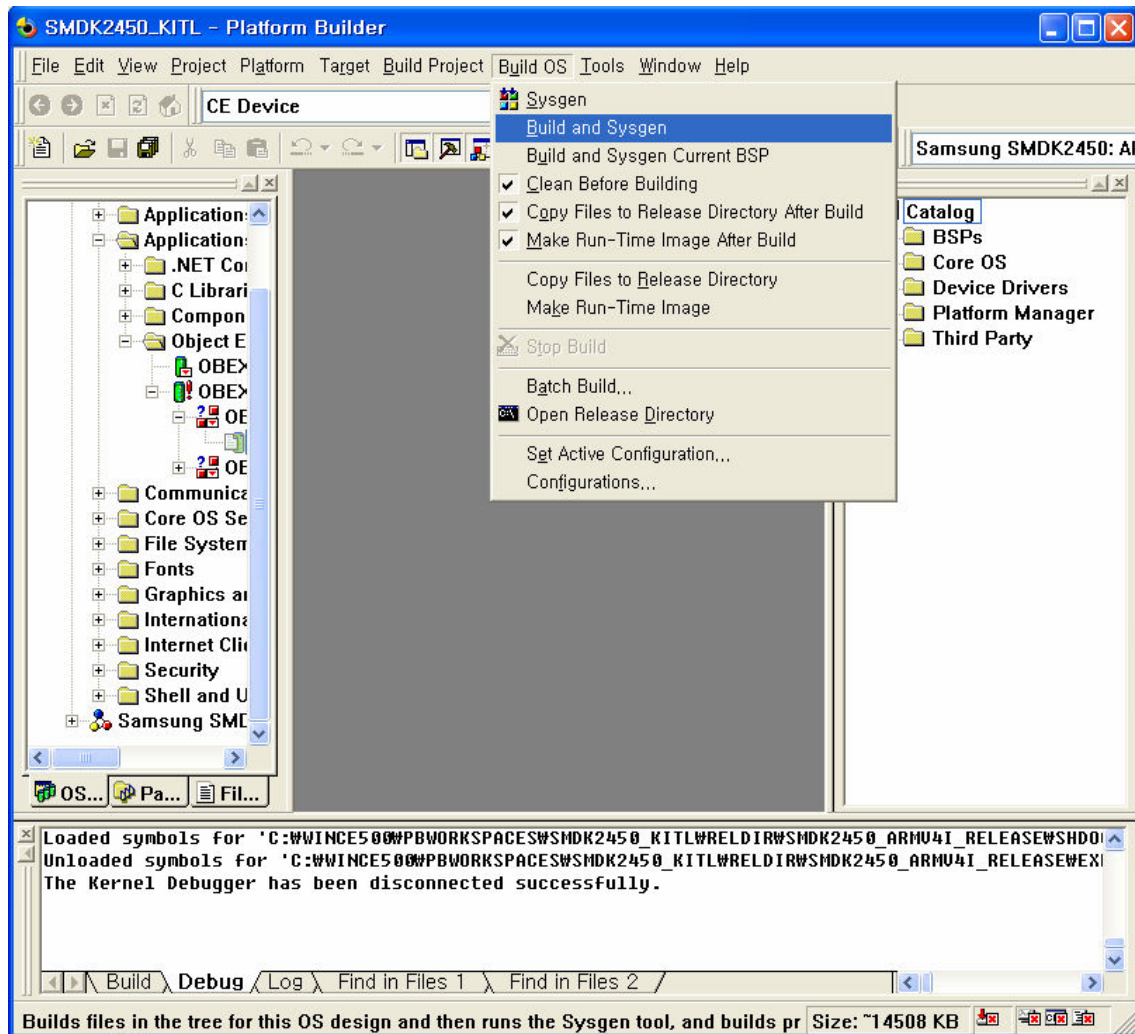 SMDK2450_KITL - Platform Builder
File Edit View Project Platform Target Build Project Build OS Tools Window Help
CE Device
Samsung SMDK2450: AI
Sysgen
Build and Sysgen
Build and Sysgen Current BSP
Clean Before Building
Copy Files to Release Directory After Build
Make Run-Time Image After Build
Copy Files to Release Directory
Make Run-Time Image
Stop Build
Batch Build...
Open Release Directory
Set Active Configuration...
Configurations...
Application:
Application:
.NET Co
C Librari
Compon
Object E
OBEX
OBEX
OE
OE
Communica
Core OS Se
File System
Fonts
Graphics a
Internationa
Internet Clie
Security
Shell and U
Samsung SMD
OS... Pa... Fil...
Catalog
BSPs
Core OS
Device Drivers
Platform Manager
Third Party
Loaded symbols for 'C:₩WINCE500₩PBWORKSPACES₩SMDK2450_KITL₩RELDIR₩SMDK2450_ARMV4I_RELEASE₩SHDO
Unloaded symbols for 'C:₩WINCE500₩PBWORKSPACES₩SMDK2450_KITL₩RELDIR₩SMDK2450_ARMV4I_RELEASE₩EX
The Kernel Debugger has been disconnected successfully.
Build Debug Log Find in Files 1 Find in Files 2
Builds files in the tree for this OS design and then runs the Sysgen tool, and builds pr Size: ~14508 KB